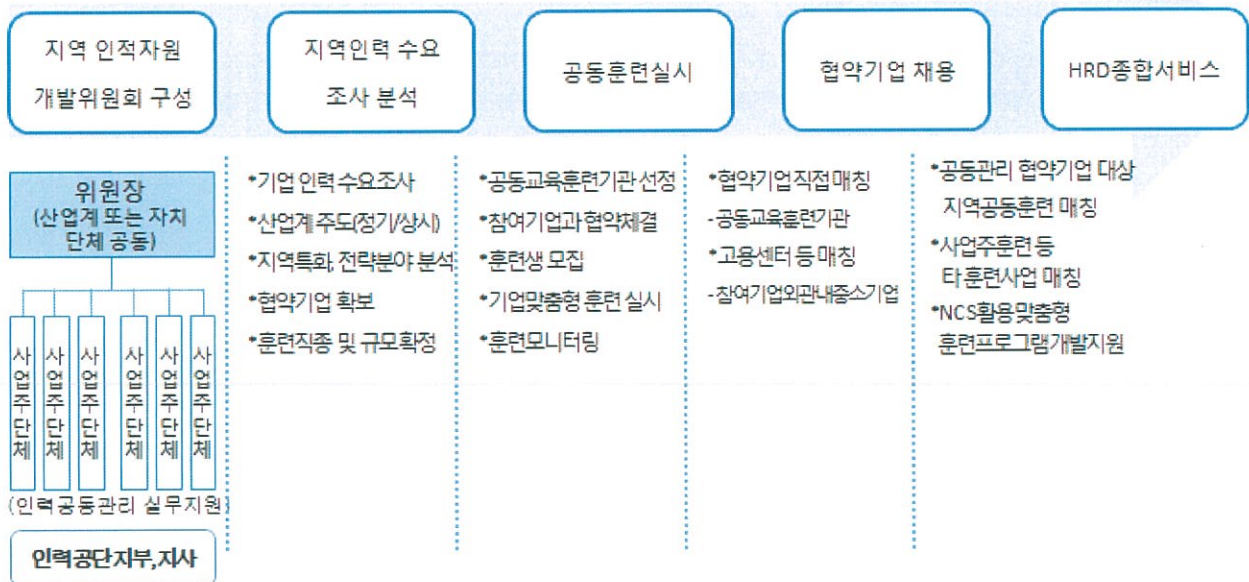 지역 인적자원
개발위원회 구성
지역인력 수요
조사 분석
공동훈련실시
협약기업 채용
HRD종합서비스
위원장
(산업계 또는 자치
단체 공동)
사업주단체
사업주단체
사업주단체
사업주단체
사업주단체
사업주단체
(인력공동관리 실무지원)
인력공단지부,지사
*기업 인력 수요조사
*산업계 주도(정기/상시)
*지역특화, 전략분야 분석
*협약기업 확보
*훈련직종 및 규모확정
*공동교육훈련기관 선정
*참여기업과 협약체결
*훈련생 모집
*기업맞춤형 훈련 실시
*훈련모니터링
*협약기업 직접 매칭
-공동교육훈련기관
*고용센터 등 매칭
-참여기업외관내중소기업
*공동관리 협약기업 대상
지역공동훈련 매칭
*사업주훈련 등
타 훈련사업 매칭
*NCS활용맞춤형
훈련프로그램개발지원